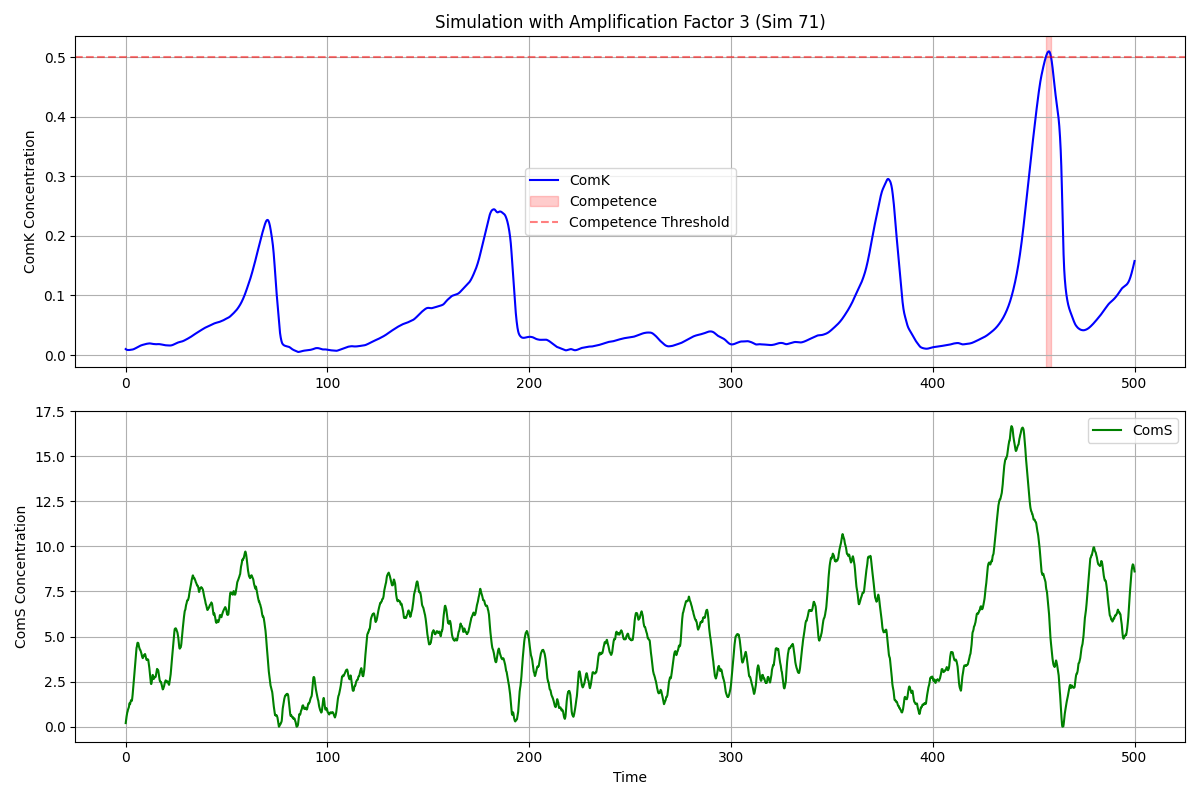 Simulation with Amplification Factor 3 (Sim 71)
ComK Concentration
0.5
0.4
0.3
0.2
0.1
0.0
ComK
Competence
Competence Threshold
0 100 200 300 400 500
ComS Concentration
17.5
15.0
12.5
10.0
7.5
5.0
2.5
0.0
ComS
0 100 200 300 400 500
Time